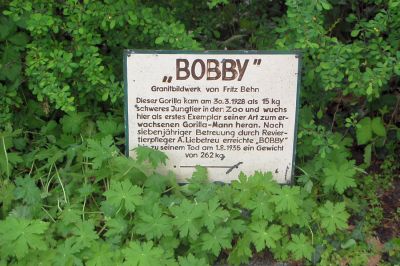 „BOBBY”
Granitbildwerk von Fritz Behn
Dieser Gorilla kam am 30.3.1928 als 15 kg
schweres Jungtier in den Zoo und wuchs
hier als erstes Exemplar seiner Art zum er-
wachsenen Gorilla-Mann heran. Nach
siebenjähriger Betreuung durch Revier-
tierpfleger A. Liebetreu erreichte „BOBBY”
bis zu seinem Tod am 1.8.1935 ein Gewicht
von 262 kg.